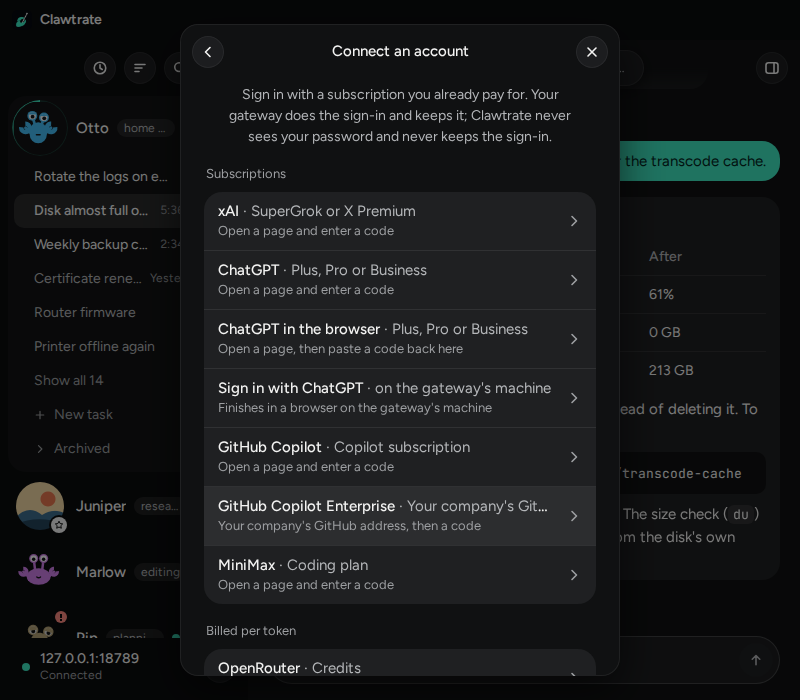 Clawtrate
Connect an account
Sign in with a subscription you already pay for. Your
gateway does the sign-in and keeps it; Clawtrate never
sees your password and never keeps the sign-in.
Subscriptions
xAI · SuperGrok or X Premium
Open a page and enter a code
ChatGPT · Plus, Pro or Business
Open a page and enter a code
ChatGPT in the browser · Plus, Pro or Business
Open a page, then paste a code back here
Sign in with ChatGPT · on the gateway's machine
Finishes in a browser on the gateway's machine
GitHub Copilot · Copilot subscription
Open a page and enter a code
GitHub Copilot Enterprise · Your company's Git...
Your company's GitHub address, then a code
MiniMax · Coding plan
Open a page and enter a code
Billed per token
OpenRouter · Credits
Otto home ...
Rotate the logs on e...
Disk almost full o... 5:36
Weekly backup c... 2:34
Certificate rene... Yeste
Router firmware
Printer offline again
Show all 14
+ New task
Archived
Juniper resea...
Marlow editing
Pip planni...
127.0.0.1:18789
Connected
the transcode cache.
After
61%
0 GB
213 GB
ead of deleting it. To
/transcode-cache
The size check ( du )
om the disk's own